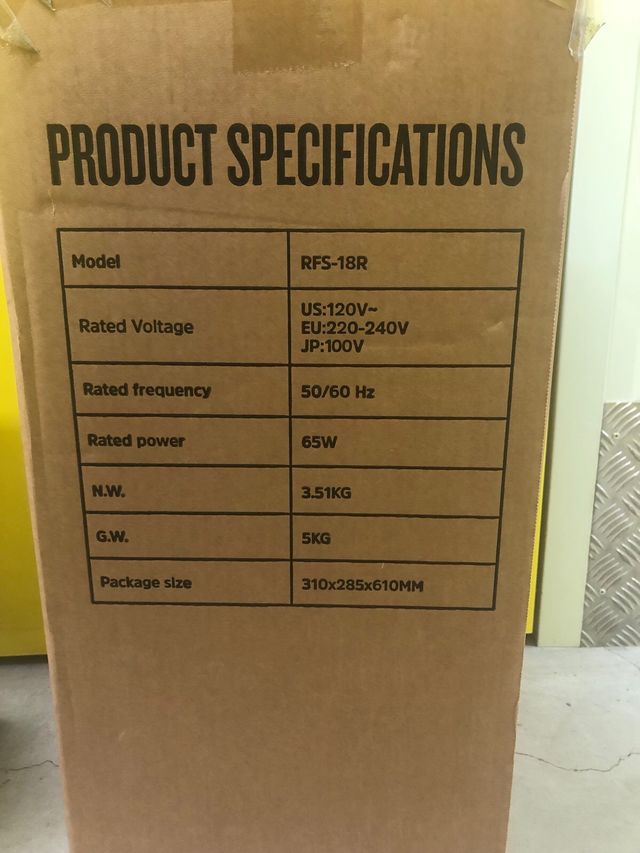 PRODUCT SPECIFICATIONS
Model RFS-18R
Rated Voltage US:120V~
EU:220-240V
JP:100V
Rated frequency 50/60 Hz
Rated power 65W
N.W. 3.51KG
G.W. 5KG
Package size 310x285x610MM